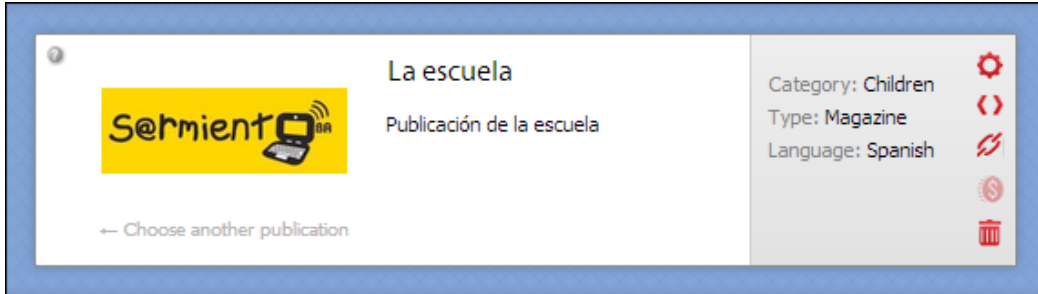 La escuela
S@rmient
BA
Publicación de la escuela
← Choose another publication
Category: Children
Type: Magazine
Language: Spanish